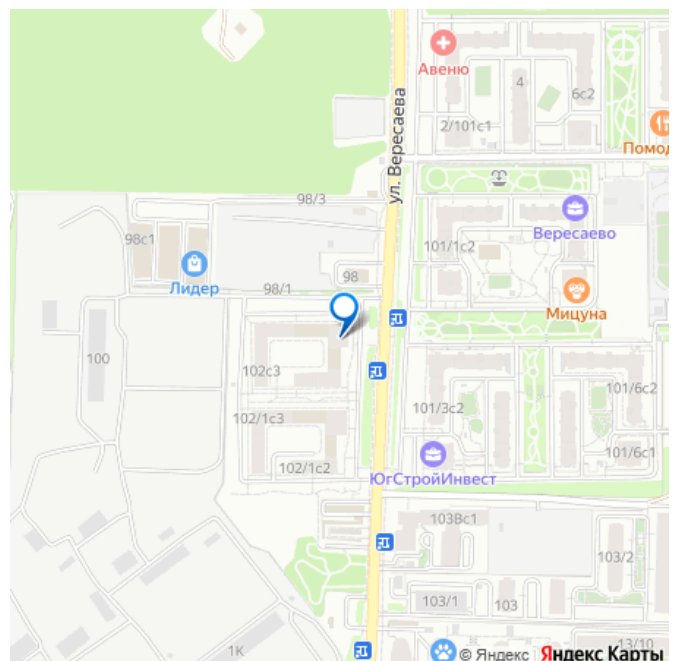 Авеню
4
6с2
2/101с1
Помод
ул. Вересаева
98/3
98с1
Вересаево
101/1с2
98
Лидер
98/1
Мицуна
100
102с3
101/3с2
101/6с2
102/1с3
101/6с1
102/1с2
ЮгСтройИнвест
103Вс1
103/2
103/1
103
1К
13/10
© Яндекс Яндекс Карты